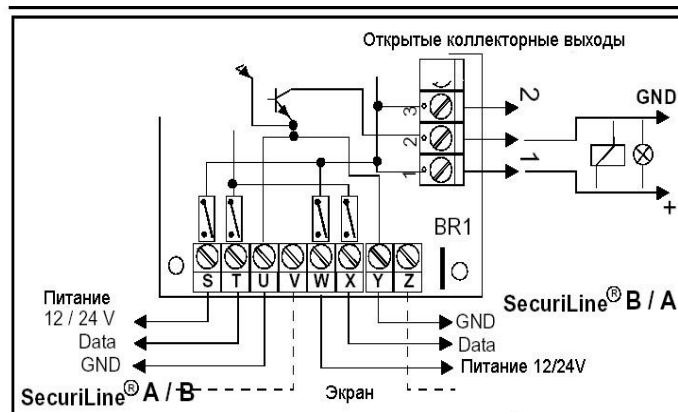 Открытые коллекторные выходы
GND
3
2
2
1
1
+
BR1
S T U V W X Y Z
Питание
12 / 24 V
Data
GND
SecuriLine® A / B
Экран
SecuriLine® B / A
GND
Data
Питание 12/24V